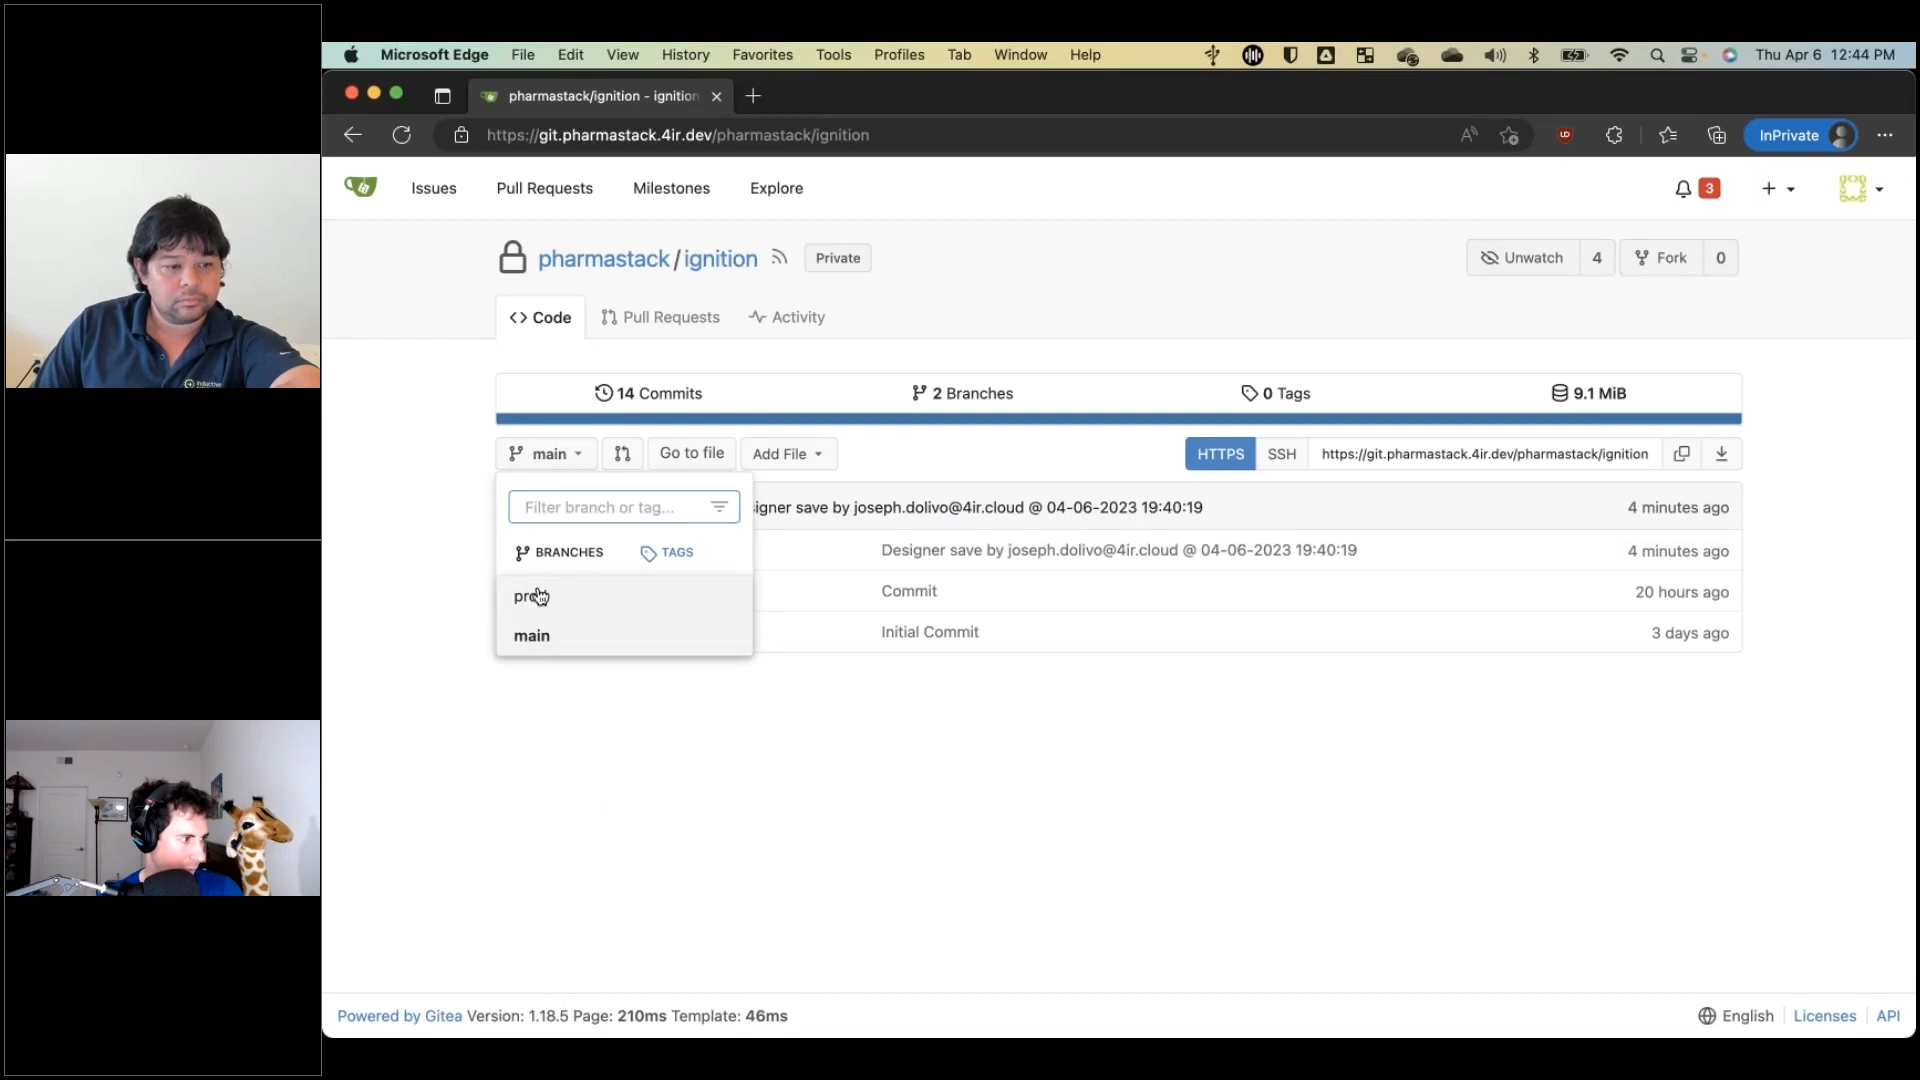 Microsoft Edge File Edit View History Favorites Tools Profiles Tab Window Help Thu Apr 6 12:44 PM
pharmastack/ignition - ignition
https://git.pharmastack.4ir.dev/pharmastack/ignition
InPrivate
Issues Pull Requests Milestones Explore 3
pharmastack/ignition Private Unwatch 4 Fork 0
Code Pull Requests Activity
14 Commits 2 Branches 0 Tags 9.1 MiB
main Go to file Add File HTTPS SSH https://git.pharmastack.4ir.dev/pharmastack/ignition
Filter branch or tag...
igner save by joseph.dolivo@4ir.cloud @ 04-06-2023 19:40:19 4 minutes ago
BRANCHES TAGS
Designer save by joseph.dolivo@4ir.cloud @ 04-06-2023 19:40:19 4 minutes ago
Commit 20 hours ago
main
Initial Commit 3 days ago
Powered by Gitea Version: 1.18.5 Page: 210ms Template: 46ms English Licenses API